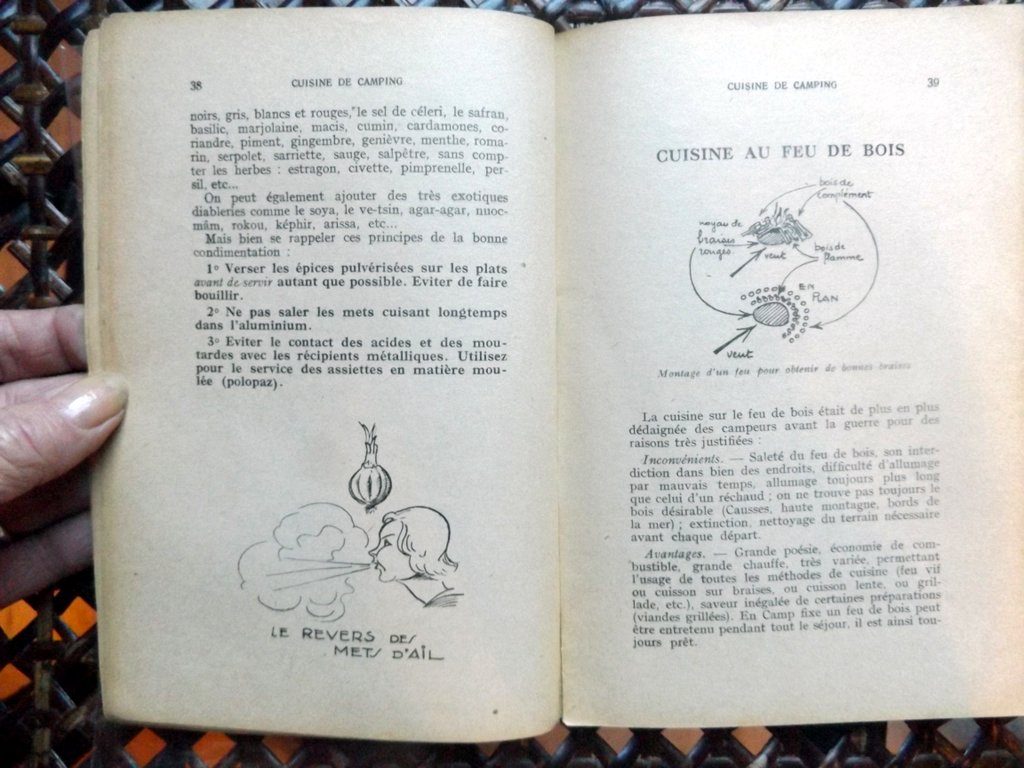 38
CUISINE DE CAMPING
noirs, gris, blancs et rouges, le sel de céleri, le safran,
basilic, marjolaine, macis, cumin, cardamones, co-
riandre, piment, gingembre, genièvre, menthe, roma-
rin, serpolet, sarriette, sauge, salpêtre, sans comp-
ter les herbes : estragon, civette, pimprenelle, per-
sil, etc...
On peut également ajouter des très exotiques
diableries comme le soya, le ve-tsin, agar-agar, nuoc-
mâm, rokou, képhir, arissa, etc...
Mais bien se rappeler ces principes de la bonne
condimentation :
1° Verser les épices pulvérisées sur les plats
avant de servir autant que possible. Eviter de faire
bouillir.
2° Ne pas saler les mets cuisant longtemps
dans l'aluminium.
3° Eviter le contact des acides et des mou-
tardes avec les récipients métalliques. Utilisez
pour le service des assiettes en matière mou-
lée (polopaz).
LE REVERS DES
METS D'AÏL
CUISINE DE CAMPING
39
CUISINE AU FEU DE BOIS
bois de
complément
noyau de
braises
rouges.
vent
bois de
flamme
EN
PLAN
vent
Montage d'un feu pour obtenir de bonnes braises
La cuisine sur le feu de bois était de plus en plus
dédaignée des campeurs avant la guerre pour des
raisons très justifiées :
Inconvénients. — Saleté du feu de bois, son inter-
diction dans bien des endroits, difficulté d'allumage
par mauvais temps, allumage toujours plus long
que celui d'un réchaud ; on ne trouve pas toujours le
bois désirable (Causses, haute montagne, bords de
la mer) ; extinction, nettoyage du terrain nécessaire
avant chaque départ.
Avantages. — Grande poésie, économie de com-
bustible, grande chauffe, très variée, permettant
l'usage de toutes les méthodes de cuisine (feu vif
ou cuisson sur braises, ou cuisson lente, ou gril-
lade, etc.), saveur inégalée de certaines préparations
(viandes grillées). En Camp fixe un feu de bois peut
être entretenu pendant tout le séjour, il est ainsi tou-
jours prêt.